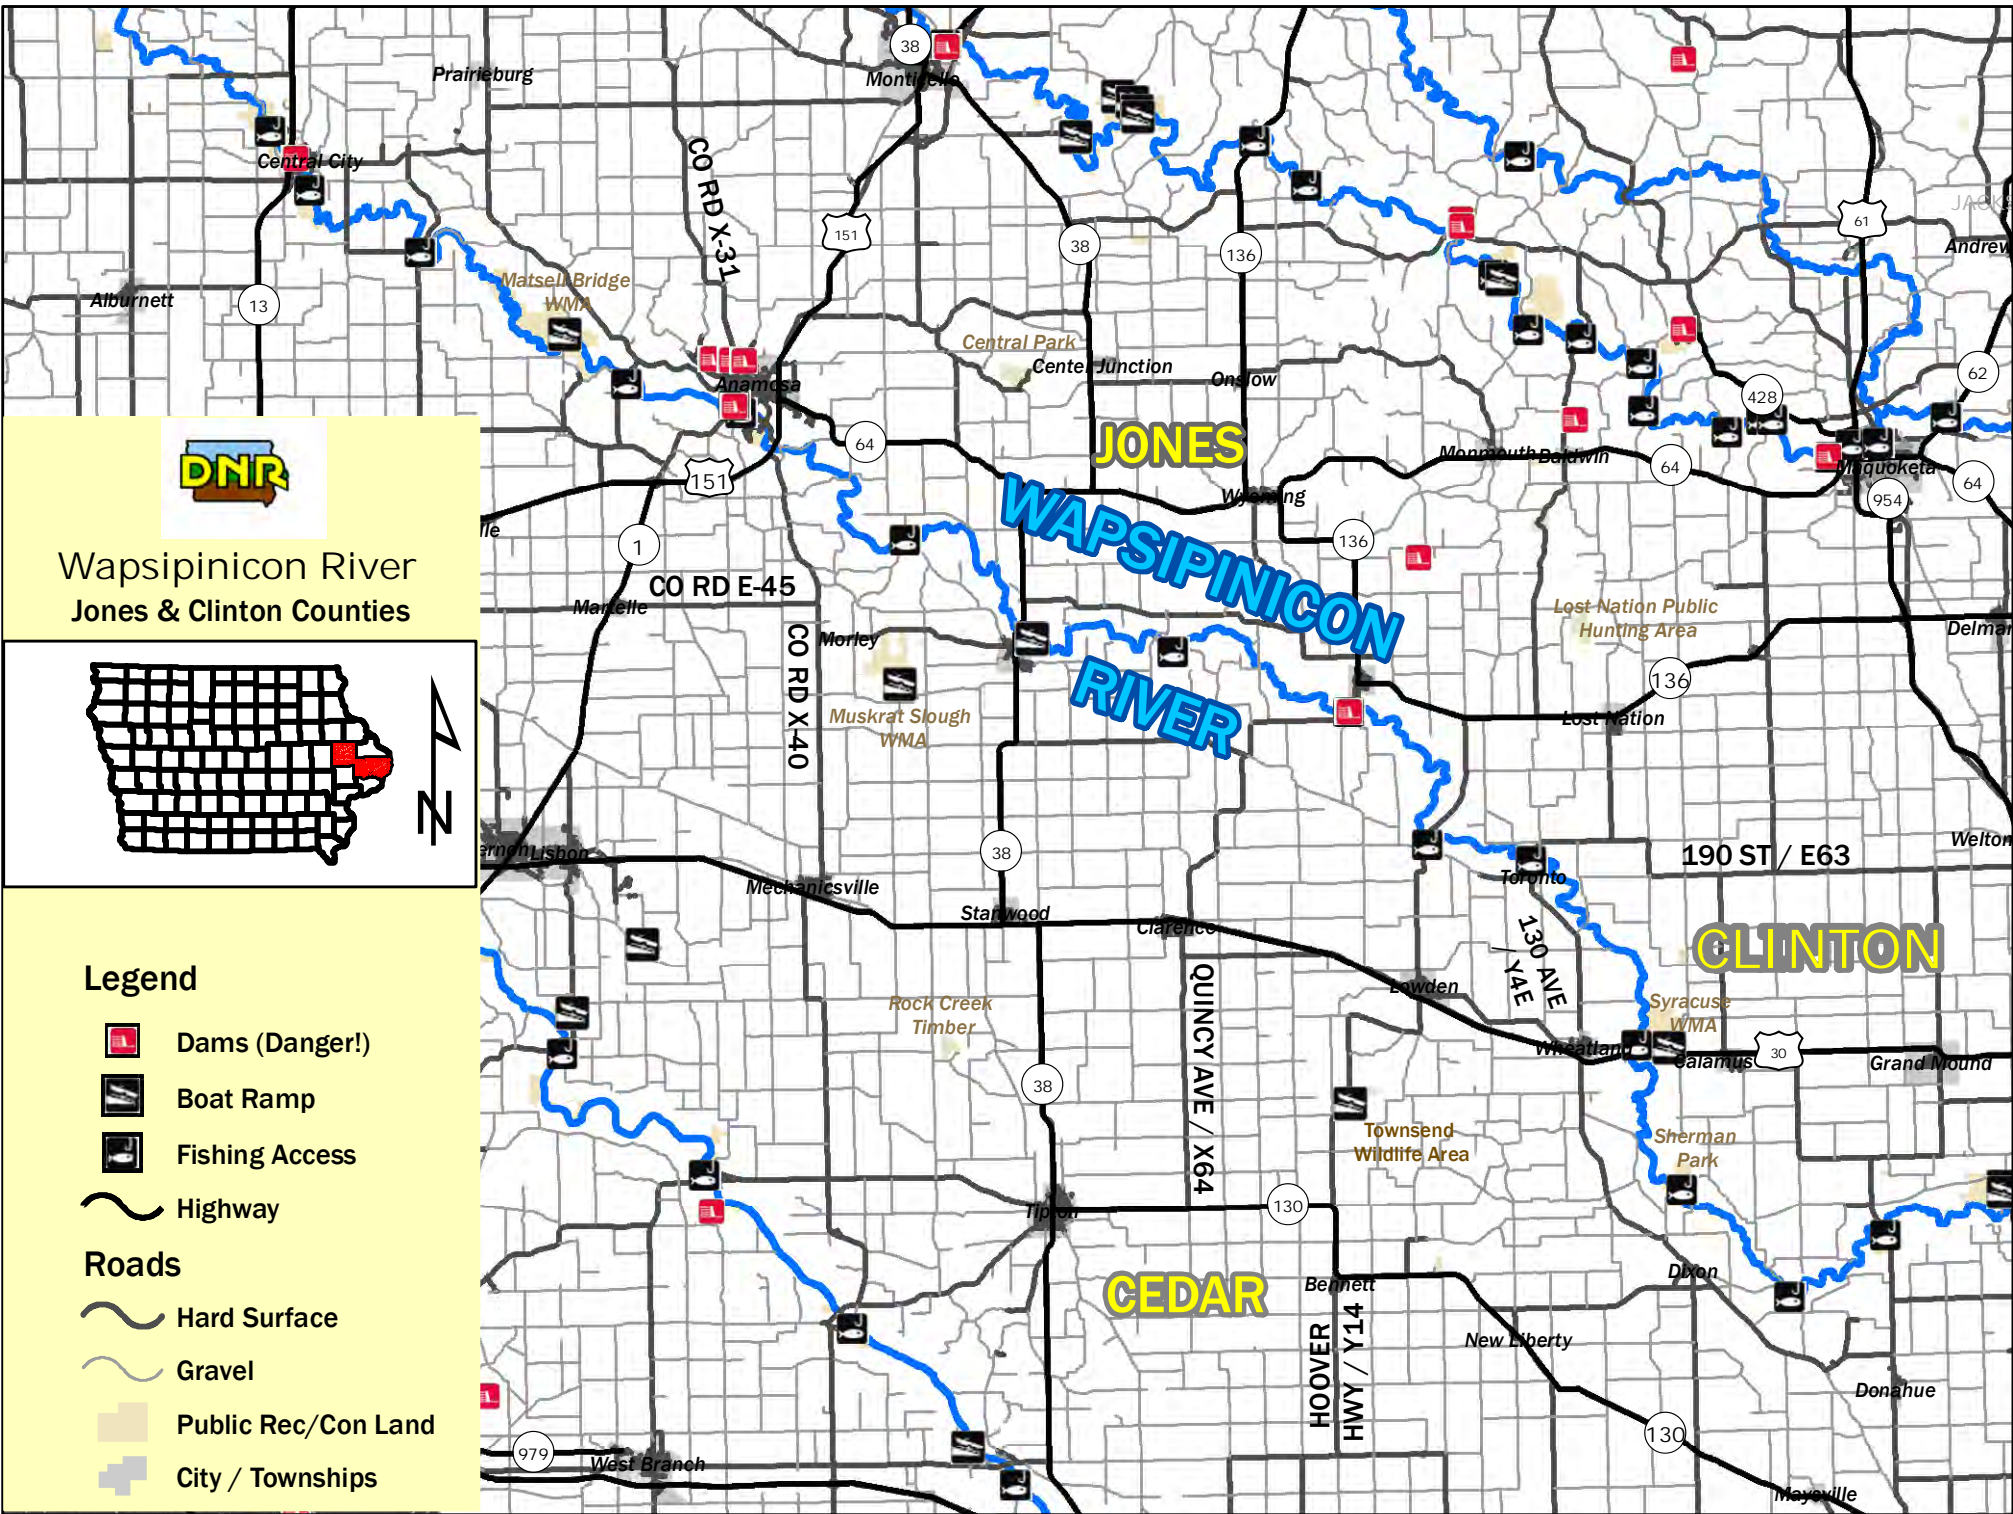 38
Monticello
Prairieburg
Central City
CO RD X-31
151
38
136
61
JACKS
Andrew
Matsell Bridge
WMA
Alburnett
13
Central Park
Center Junction
Onslow
62
428
Anamosa
64
JONES
Monmouth
Baldwin
64
Maquoketa
64
954
151
Wyoming
DNR
Wapsipinicon River
Jones & Clinton Counties
N
lle
1
WAPSIPINICON
RIVER
136
CO RD E-45
Martelle
Lost Nation Public
Hunting Area
Delmar
CO RD X-40
Morley
Muskrat Slough
WMA
136
Lost Nation
ernon
Lisbon
38
190 ST / E63
Welton
Mechanicsville
Stanwood
Clarence
Toronto
130 AVE
/ Y4E
CLINTON
Lowden
QUINCY AVE / X64
Rock Creek
Timber
Syracuse
WMA
Wheatland
Calamus
30
Grand Mound
38
Townsend
Wildlife Area
Sherman
Park
Tipton
130
CEDAR
Bennett
Dixon
HOOVER
HWY / Y14
New Liberty
Donahue
130
Maysville
979
West Branch
Legend
Dams (Danger!)
Boat Ramp
Fishing Access
Highway
Roads
Hard Surface
Gravel
Public Rec/Con Land
City / Townships